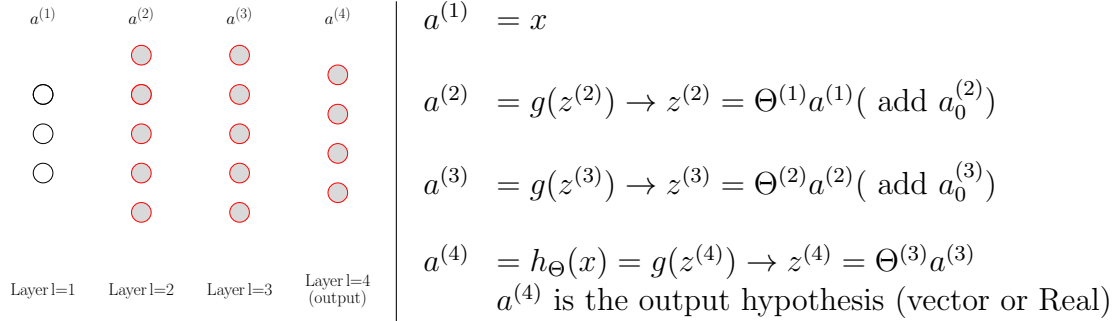 a^{(1)} a^{(2)} a^{(3)} a^{(4)}
Layer l=1 Layer l=2 Layer l=3 Layer l=4
(output)
a^{(1)} = x
a^{(2)} = g(z^{(2)}) → z^{(2)} = Θ^{(1)}a^{(1)}( add a_0^{(2)})
a^{(3)} = g(z^{(3)}) → z^{(3)} = Θ^{(2)}a^{(2)}( add a_0^{(3)})
a^{(4)} = h_Θ(x) = g(z^{(4)}) → z^{(4)} = Θ^{(3)}a^{(3)}
a^{(4)} is the output hypothesis (vector or Real)